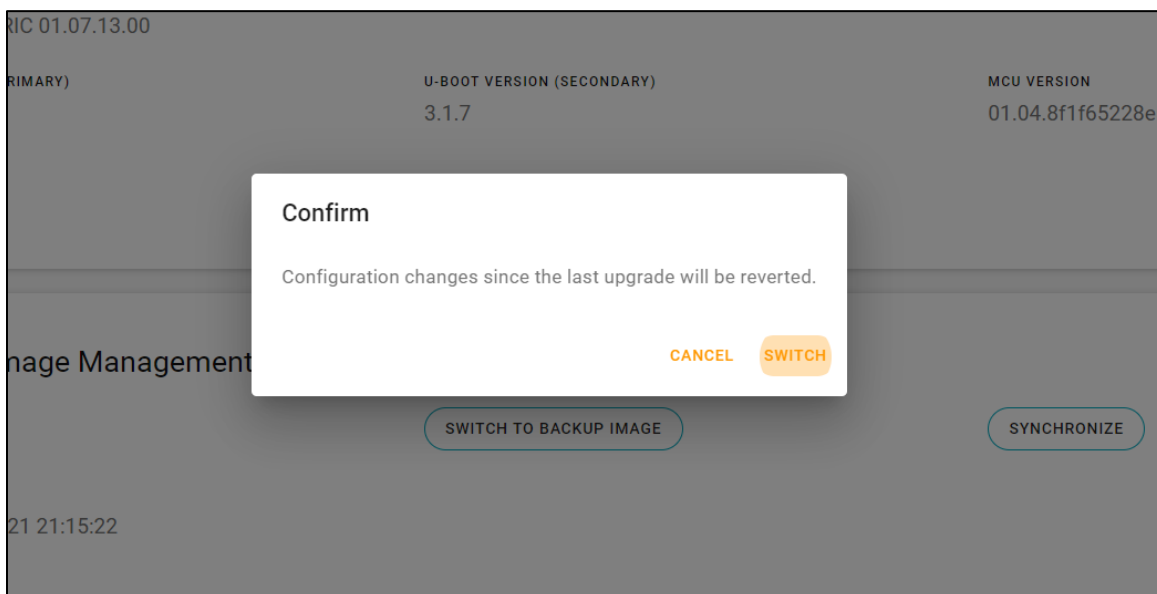 RIC 01.07.13.00
RIMARY)
U-BOOT VERSION (SECONDARY)
MCU VERSION
3.1.7
01.04.8f1f65228e
Confirm
Configuration changes since the last upgrade will be reverted.
CANCEL
SWITCH
mage Management
SWITCH TO BACKUP IMAGE
SYNCHRONIZE
21 21:15:22